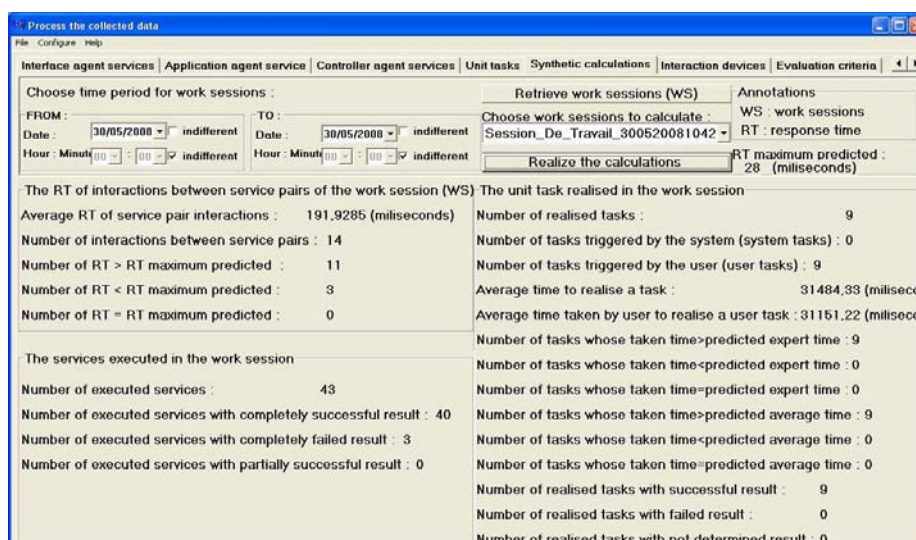 Process the collected data
File Configure Help
Interface agent services Application agent service Controller agent services Unit tasks Synthetic calculations Interaction devices Evaluation criteria
Choose time period for work sessions :
FROM :
Date : 30/05/2008 indifferent
Hour : Minut 00 : 00 indifferent
TO :
Date : 30/05/2008 indifferent
Hour : Minut 00 : 00 indifferent
Retrieve work sessions (WS)
Choose work sessions to calculate :
Session_De_Travail_300520081042
Realize the calculations
Annotations
WS : work sessions
RT : response time
RT maximum predicted :
28 (miliseconds)
The RT of interactions between service pairs of the work session (WS)
Average RT of service pair interactions : 191,9285 (miliseconds)
Number of interactions between service pairs : 14
Number of RT > RT maximum predicted : 11
Number of RT < RT maximum predicted : 3
Number of RT = RT maximum predicted : 0
The services executed in the work session
Number of executed services : 43
Number of executed services with completely successful result : 40
Number of executed services with completely failed result : 3
Number of executed services with partially successful result : 0
The unit task realised in the work session
Number of realised tasks : 9
Number of tasks triggered by the system (system tasks) : 0
Number of tasks triggered by the user (user tasks) : 9
Average time to realise a task : 31484,33 (milisec
Average time taken by user to realise a user task : 31151,22 (milisec
Number of tasks whose taken time>predicted expert time : 9
Number of tasks whose taken time<predicted expert time : 0
Number of tasks whose taken time=predicted expert time : 0
Number of tasks whose taken time>predicted average time : 9
Number of tasks whose taken time<predicted average time : 0
Number of tasks whose taken time=predicted average time : 0
Number of realised tasks with successful result : 9
Number of realised tasks with failed result : 0
Number of realised tasks with not determined result : 0